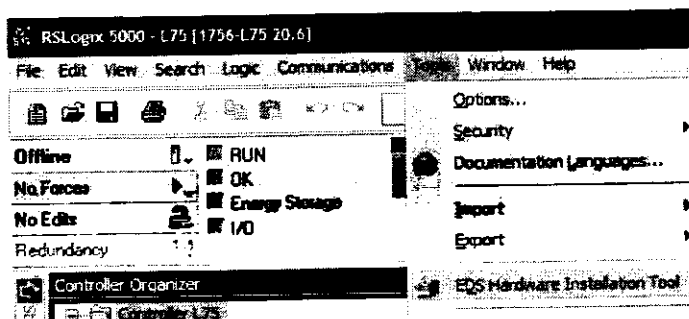 RSLogix 5000 - L75 [1756-L75 20.6]
File Edit View Search Logic Communications Tools Window Help
Options...
Security
Documentation Languages...
Import
Export
EDS Hardware Installation Tool
Offline
No Forces
No Edits
Redundancy
RUN
OK
Energy Storage
I/O
Controller Organizer
Controller L75